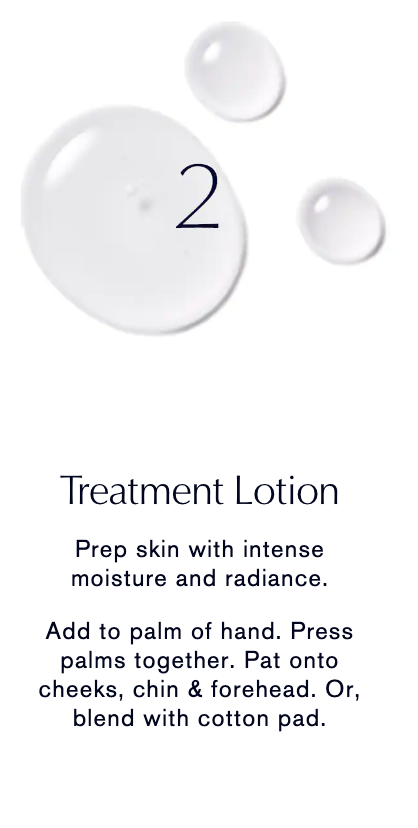 2
Treatment Lotion
Prep skin with intense
moisture and radiance.
Add to palm of hand. Press
palms together. Pat onto
cheeks, chin & forehead. Or,
blend with cotton pad.